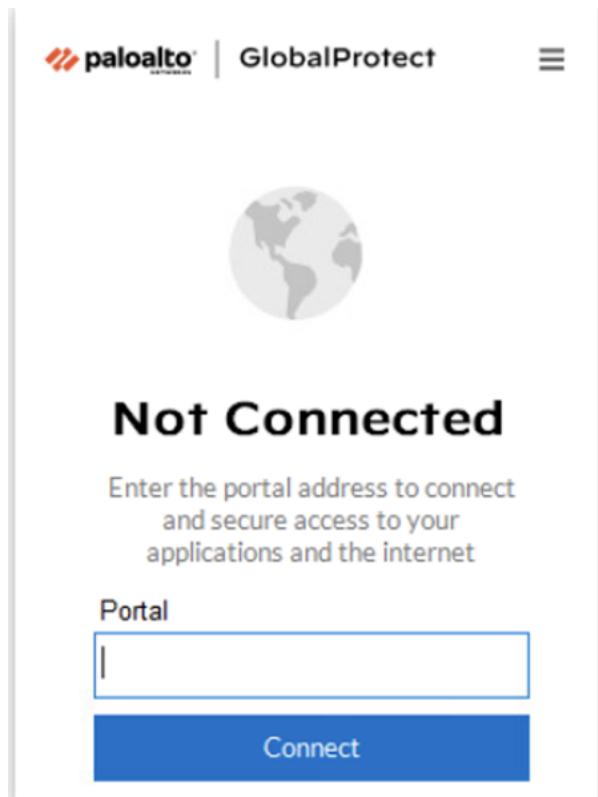 paloalto NETWORKS | GlobalProtect
Not Connected
Enter the portal address to connect
and secure access to your
applications and the internet
Portal
Connect